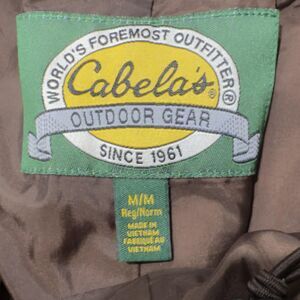 WORLD'S FOREMOST OUTFITTER®
Cabela's®
OUTDOOR GEAR
SINCE 1961
M/M
Reg/Norm
MADE IN
VIETNAM
FABRIQUÉ AU
VIETNAM